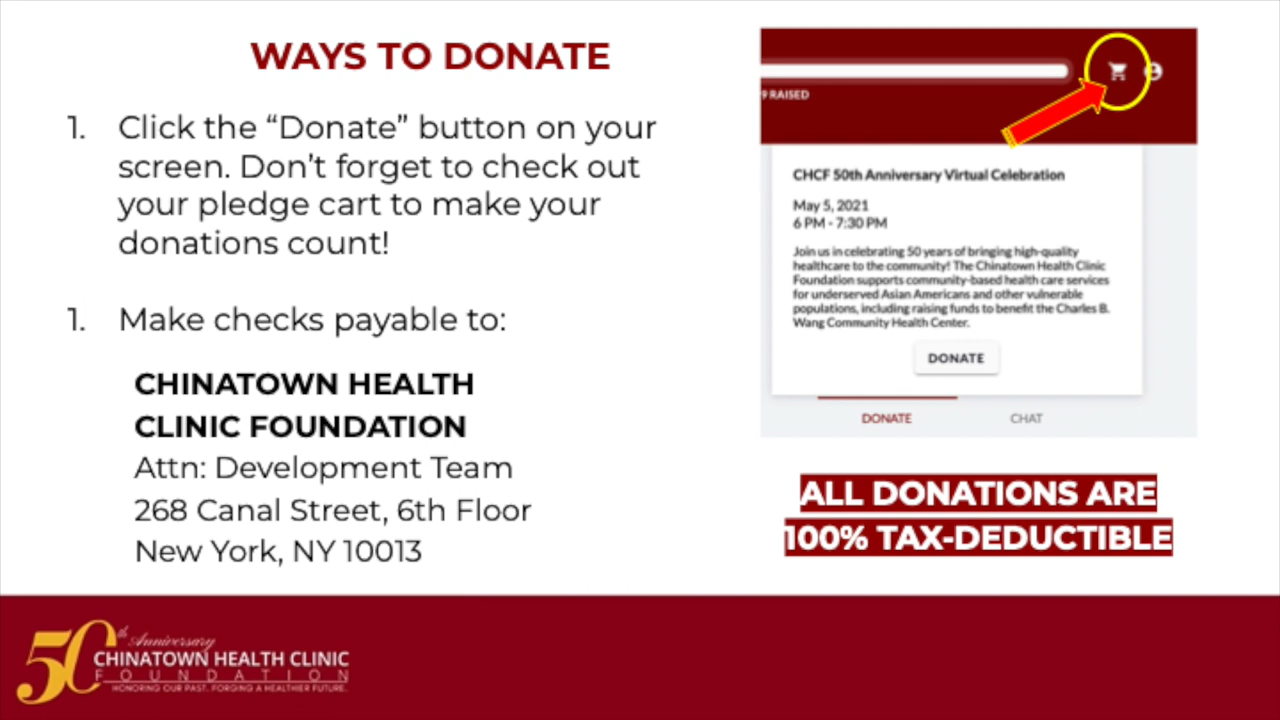 WAYS TO DONATE
1. Click the “Donate” button on your
screen. Don’t forget to check out
your pledge cart to make your
donations count!
1. Make checks payable to:
CHINATOWN HEALTH
CLINIC FOUNDATION
Attn: Development Team
268 Canal Street, 6th Floor
New York, NY 10013
9 RAISED
CHCF 50th Anniversary Virtual Celebration
May 5, 2021
6 PM - 7:30 PM
Join us in celebrating 50 years of bringing high-quality
healthcare to the community! The Chinatown Health Clinic
Foundation supports community-based health care services
for underserved Asian Americans and other vulnerable
populations, including raising funds to benefit the Charles B.
Wang Community Health Center.
DONATE
DONATE CHAT
ALL DONATIONS ARE
100% TAX-DEDUCTIBLE
50th Anniversary
CHINATOWN HEALTH CLINIC
FOUNDATION
HONORING OUR PAST. FORGING A HEALTHIER FUTURE.